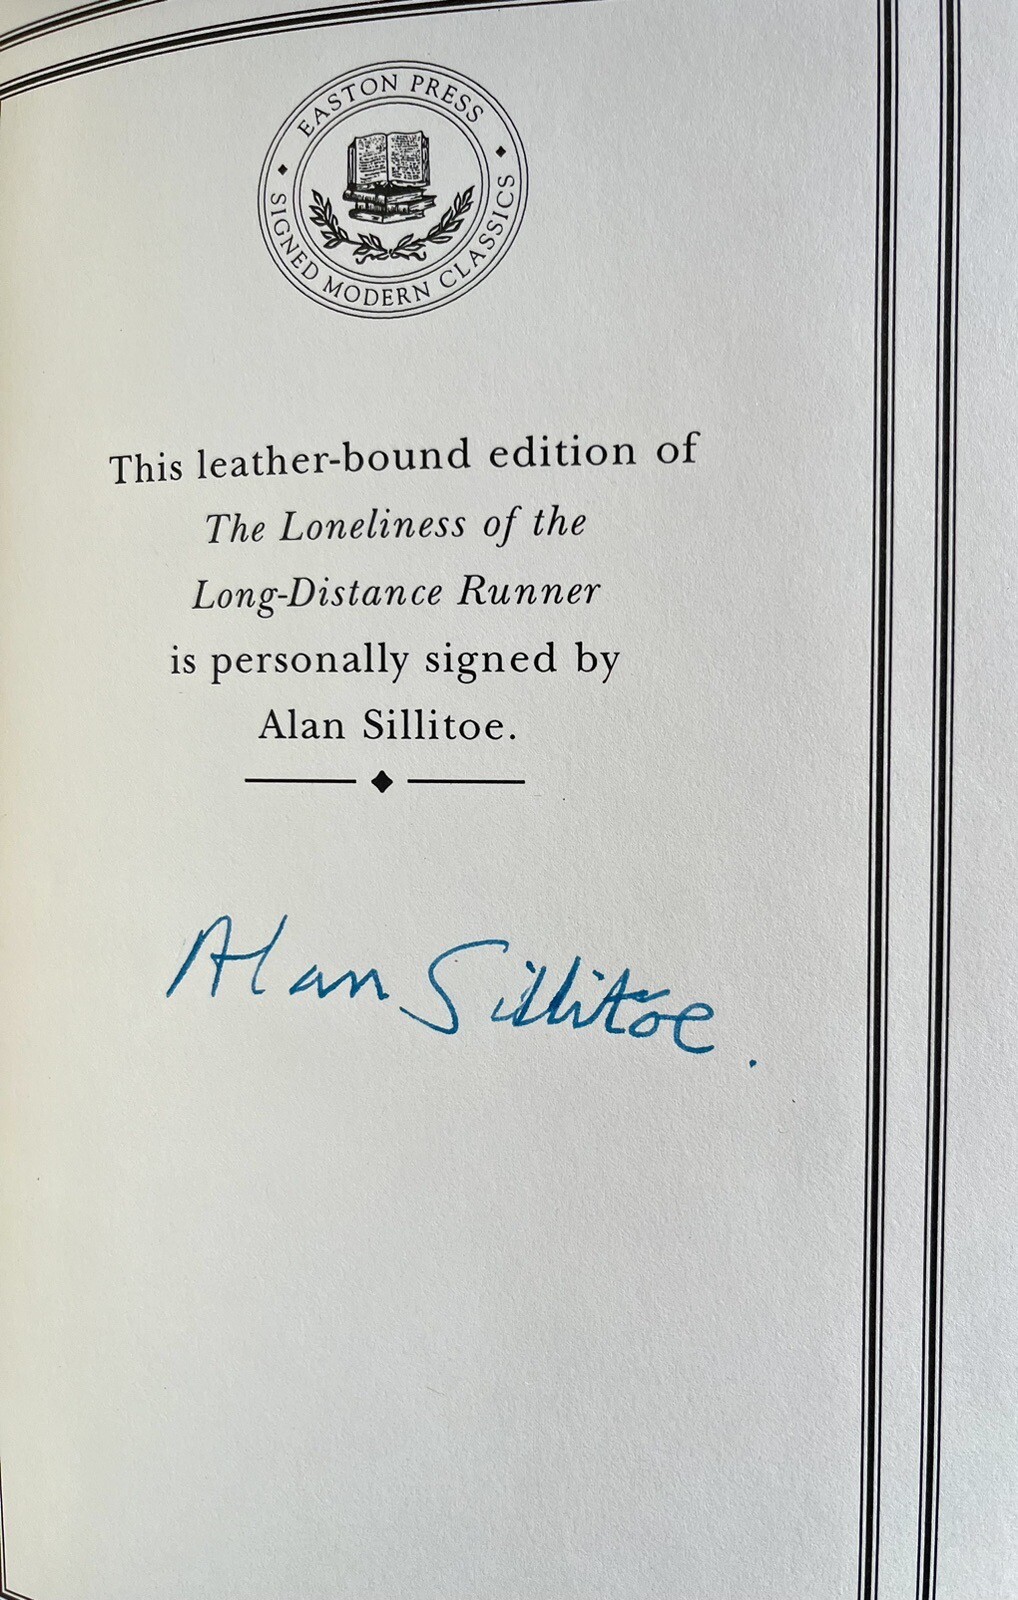 EASTON PRESS
SIGNED MODERN CLASSICS
This leather-bound edition of
The Loneliness of the
Long-Distance Runner
is personally signed by
Alan Sillitoe.
Alan Sillitoe.